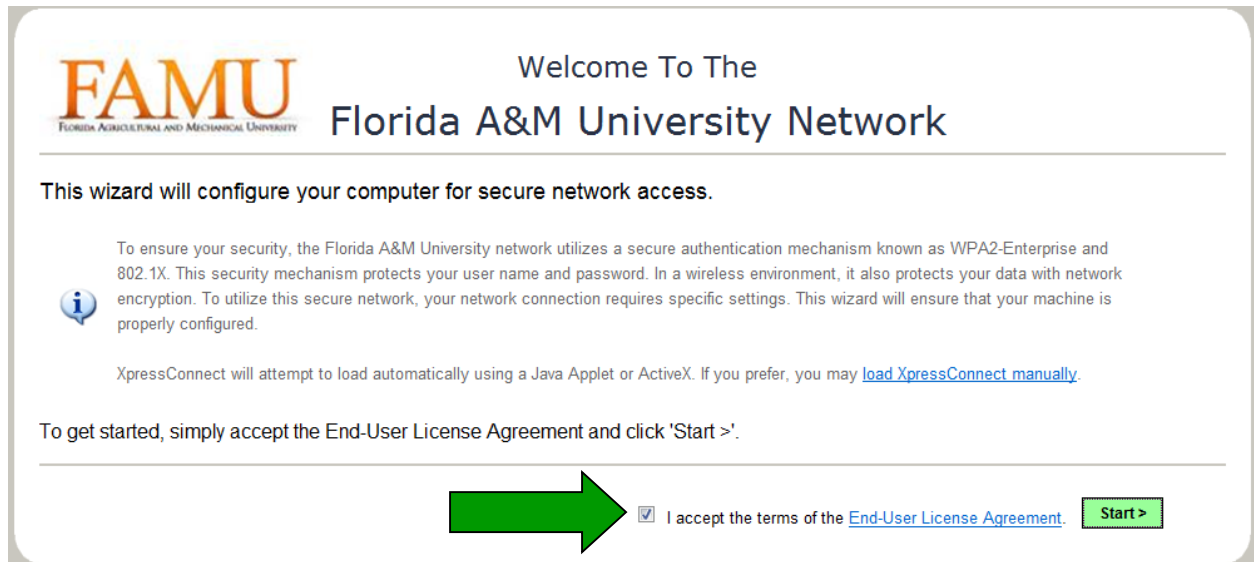 FAMU
FLORIDA AGRICULTURAL AND MECHANICAL UNIVERSITY
Welcome To The
Florida A&M University Network
This wizard will configure your computer for secure network access.
To ensure your security, the Florida A&M University network utilizes a secure authentication mechanism known as WPA2-Enterprise and
802.1X. This security mechanism protects your user name and password. In a wireless environment, it also protects your data with network
encryption. To utilize this secure network, your network connection requires specific settings. This wizard will ensure that your machine is
properly configured.
XpressConnect will attempt to load automatically using a Java Applet or ActiveX. If you prefer, you may load XpressConnect manually.
To get started, simply accept the End-User License Agreement and click 'Start >'.
I accept the terms of the End-User License Agreement. Start >